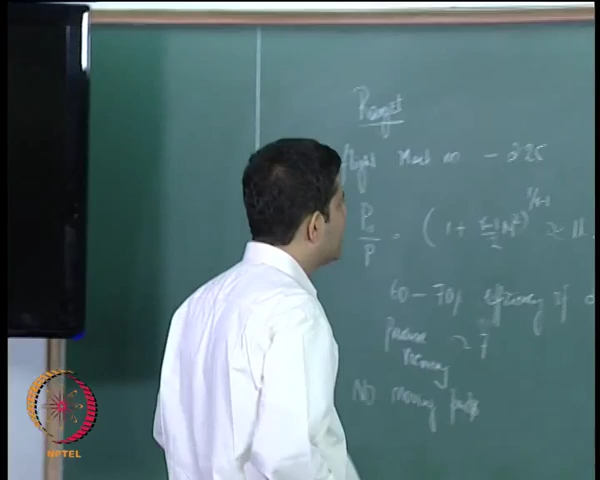 Ramjet
flight Mach no - 2.25
P₀/P = (1 + γ-1/2 M²)^γ/γ-1 ≈ 11
60 - 70% efficiency if
Pressure
Recovery ≈ 7
NO moving parts
NPTEL